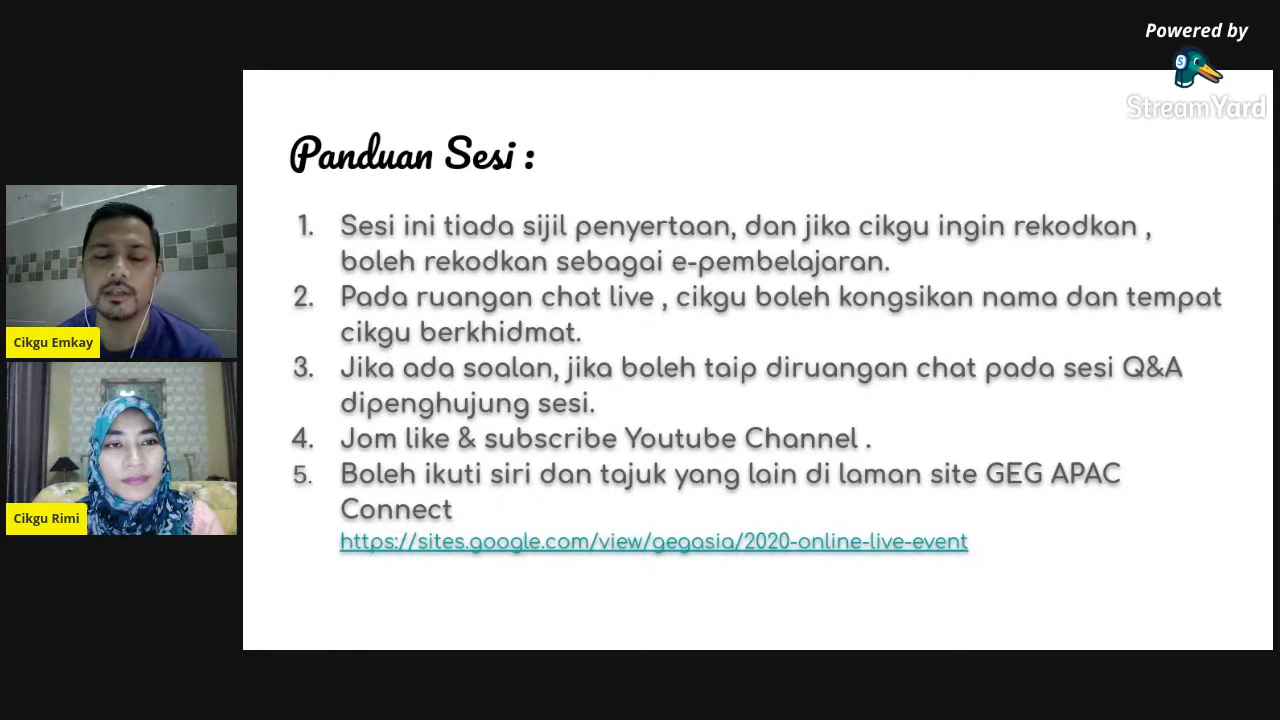 Powered by
StreamYard
Panduan Sesi :
1. Sesi ini tiada sijil penyertaan, dan jika cikgu ingin rekodkan ,
boleh rekodkan sebagai e-pembelajaran.
2. Pada ruangan chat live , cikgu boleh kongsikan nama dan tempat
cikgu berkhidmat.
3. Jika ada soalan, jika boleh taip diruangan chat pada sesi Q&A
dipenghujung sesi.
4. Jom like & subscribe Youtube Channel .
5. Boleh ikuti siri dan tajuk yang lain di laman site GEG APAC
Connect
https://sites.google.com/view/gegasia/2020-online-live-event
Cikgu Emkay
Cikgu Rimi